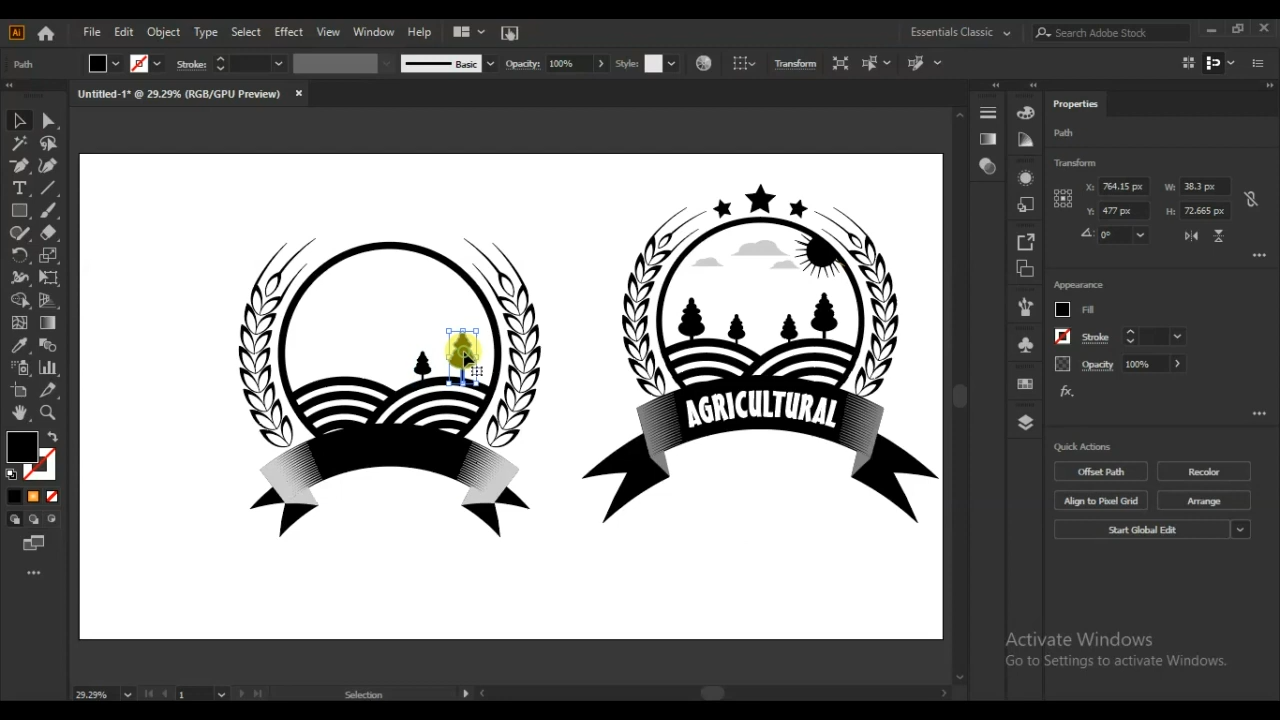 Ai File Edit Object Type Select Effect View Window Help Essentials Classic Search Adobe Stock
Path Stroke: Basic Opacity: 100% Style: Transform
Untitled-1* @ 29.29% (RGB/GPU Preview) ×
Properties
Path
Transform
X: 764.15 px W: 38.3 px
Y: 477 px H: 72.665 px
0°
Appearance
Fill
Stroke
Opacity 100%
fx.
Quick Actions
Offset Path Recolor
Align to Pixel Grid Arrange
Start Global Edit
AGRICULTURAL
Activate Windows
Go to Settings to activate Windows.
29.29% 1 Selection